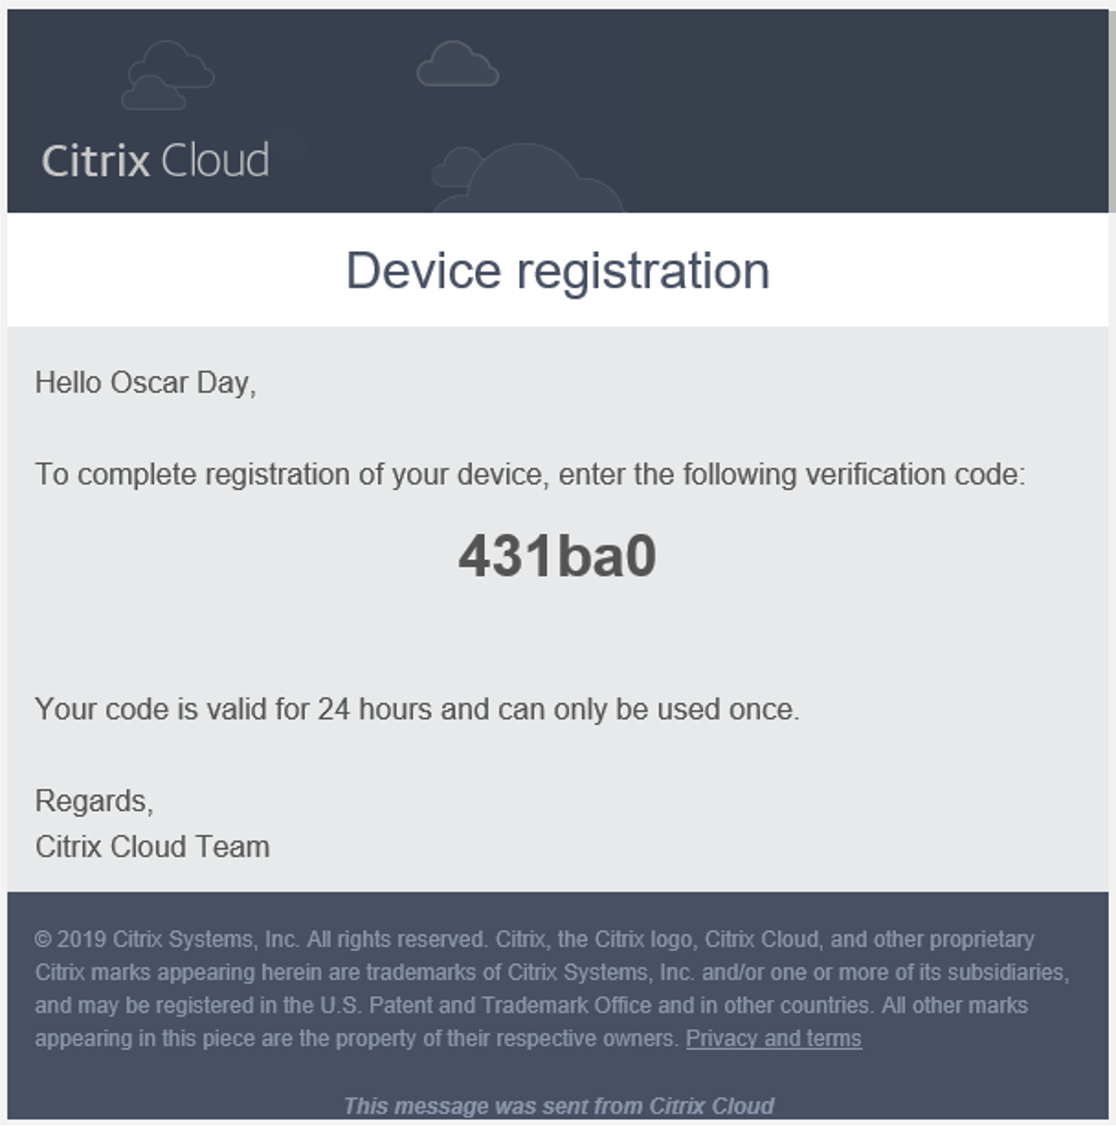 Citrix Cloud
Device registration
Hello Oscar Day,
To complete registration of your device, enter the following verification code:
431ba0
Your code is valid for 24 hours and can only be used once.
Regards,
Citrix Cloud Team
© 2019 Citrix Systems, Inc. All rights reserved. Citrix, the Citrix logo, Citrix Cloud, and other proprietary
Citrix marks appearing herein are trademarks of Citrix Systems, Inc. and/or one or more of its subsidiaries,
and may be registered in the U.S. Patent and Trademark Office and in other countries. All other marks
appearing in this piece are the property of their respective owners. Privacy and terms
This message was sent from Citrix Cloud